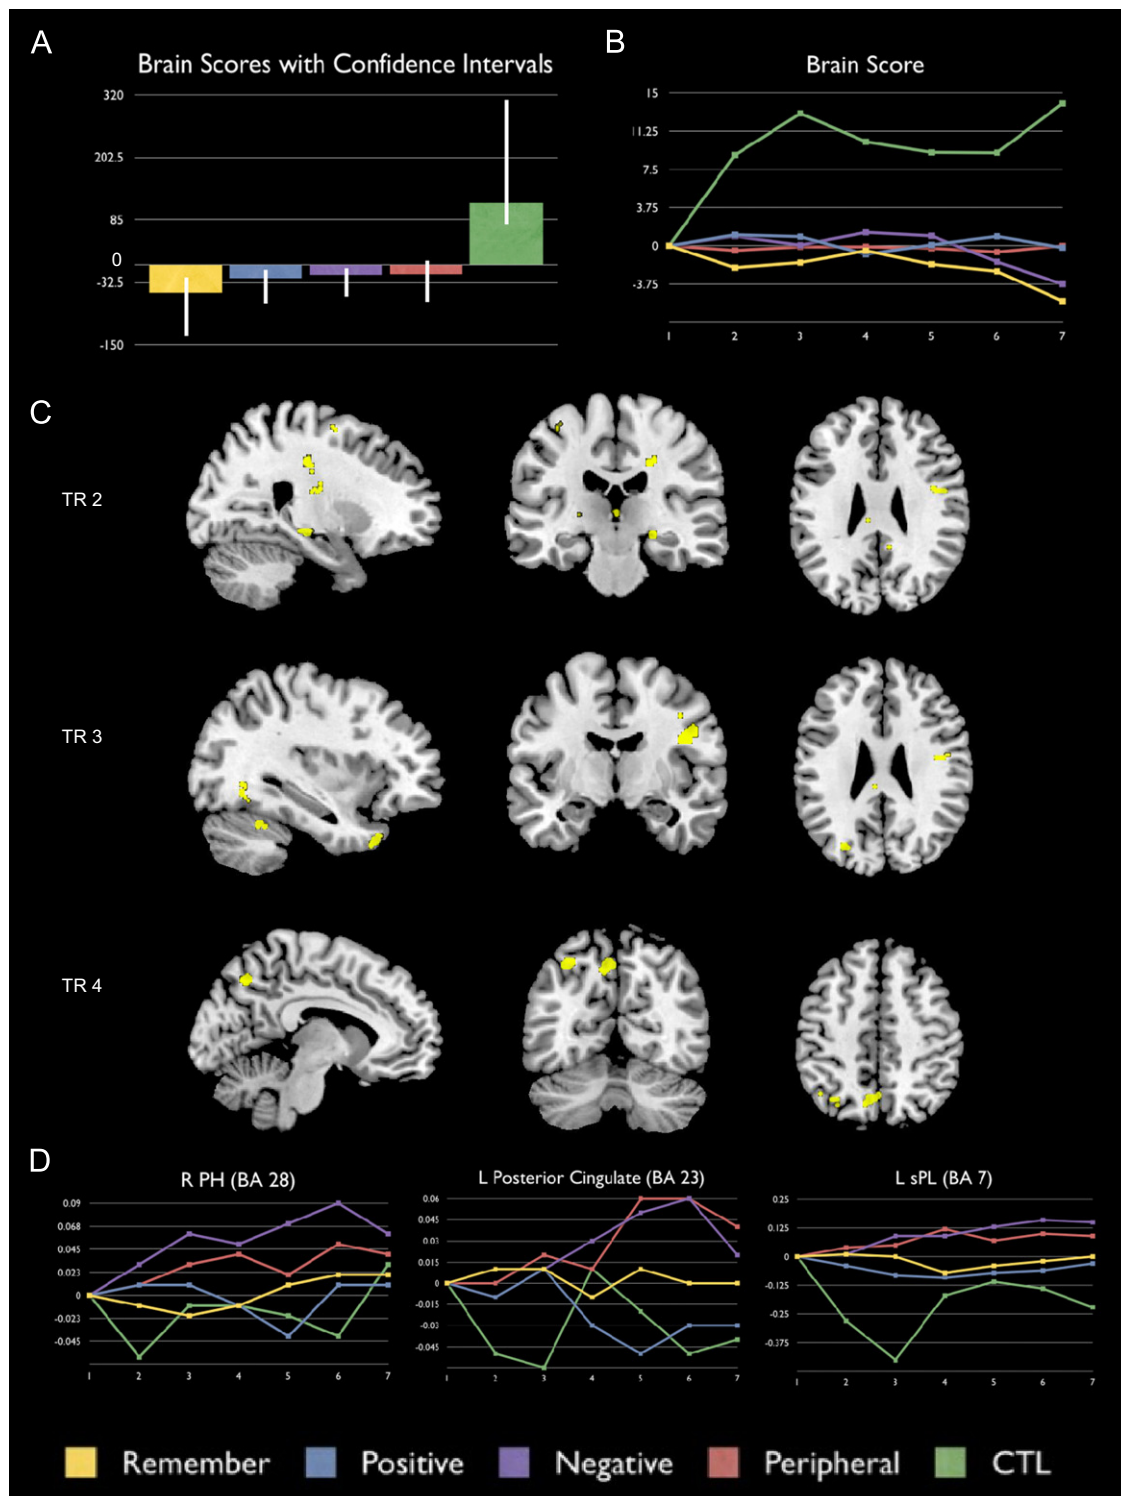 A
Brain Scores with Confidence Intervals
320
202.5
85
0
-32.5
-150
B
Brain Score
15
11.25
7.5
3.75
0
-3.75
1 2 3 4 5 6 7
C
TR 2
TR 3
TR 4
D
R PH (BA 28)
0.09
0.068
0.045
0.023
0
-0.023
-0.045
1 2 3 4 5 6 7
L Posterior Cingulate (BA 23)
0.06
0.045
0.03
0.015
0
-0.015
-0.03
-0.045
1 2 3 4 5 6 7
L sPL (BA 7)
0.25
0.125
0
-0.125
-0.25
-0.375
1 2 3 4 5 6 7
Remember Positive Negative Peripheral CTL